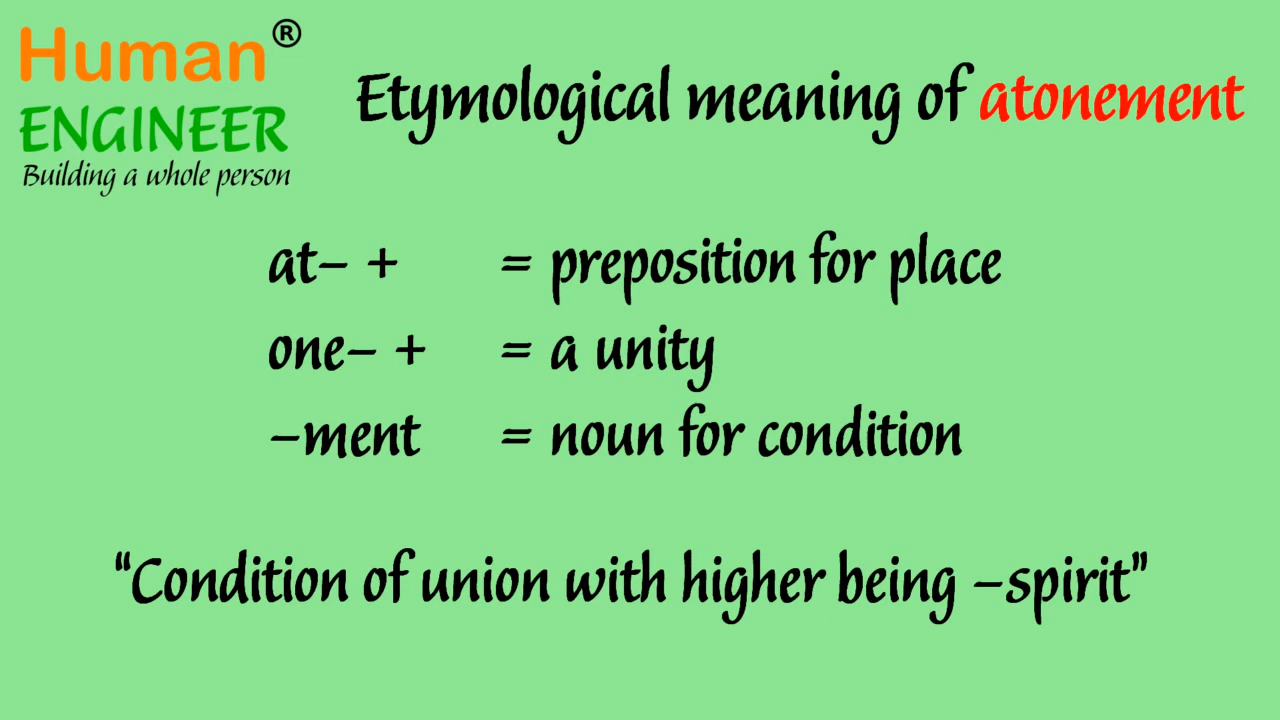 Human®
ENGINEER
Building a whole person
Etymological meaning of atonement
at– + = preposition for place
one– + = a unity
–ment = noun for condition
“Condition of union with higher being –spirit”